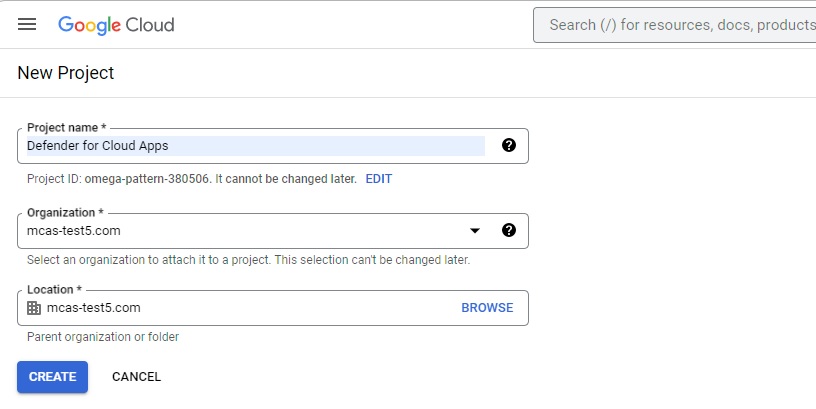 Google Cloud
Search (/) for resources, docs, products
New Project
Project name *
Defender for Cloud Apps
Project ID: omega-pattern-380506. It cannot be changed later. EDIT
Organization *
mcas-test5.com
Select an organization to attach it to a project. This selection can't be changed later.
Location *
mcas-test5.com BROWSE
Parent organization or folder
CREATE CANCEL